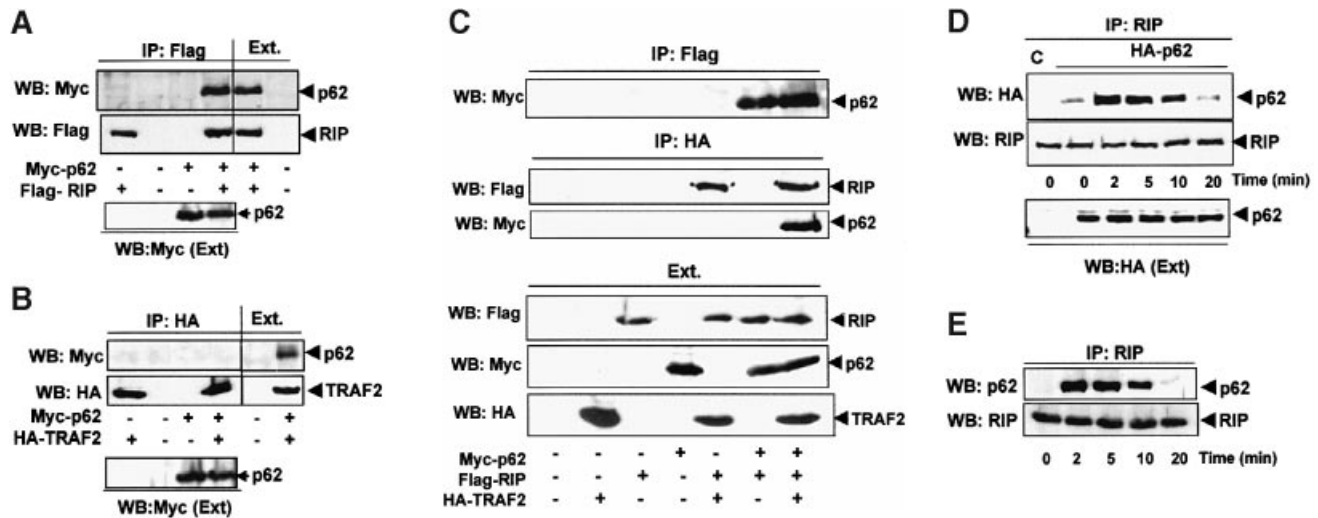 A
IP: Flag Ext.
WB: Myc p62
WB: Flag RIP
Myc-p62 - - + + + -
Flag- RIP + - - + + -
p62
WB:Myc (Ext)
B
IP: HA Ext.
WB: Myc p62
WB: HA TRAF2
Myc-p62 - - + + - +
HA-TRAF2 + - - + - +
p62
WB:Myc (Ext)
C
IP: Flag
WB: Myc p62
IP: HA
WB: Flag RIP
WB: Myc p62
Ext.
WB: Flag RIP
WB: Myc p62
WB: HA TRAF2
Myc-p62 - - - + - + +
Flag-RIP - - + - + + +
HA-TRAF2 - + - - + - +
D
IP: RIP
C HA-p62
WB: HA p62
WB: RIP RIP
0 0 2 5 10 20 Time (min)
p62
WB:HA (Ext)
E
IP: RIP
WB: p62 p62
WB: RIP RIP
0 2 5 10 20 Time (min)